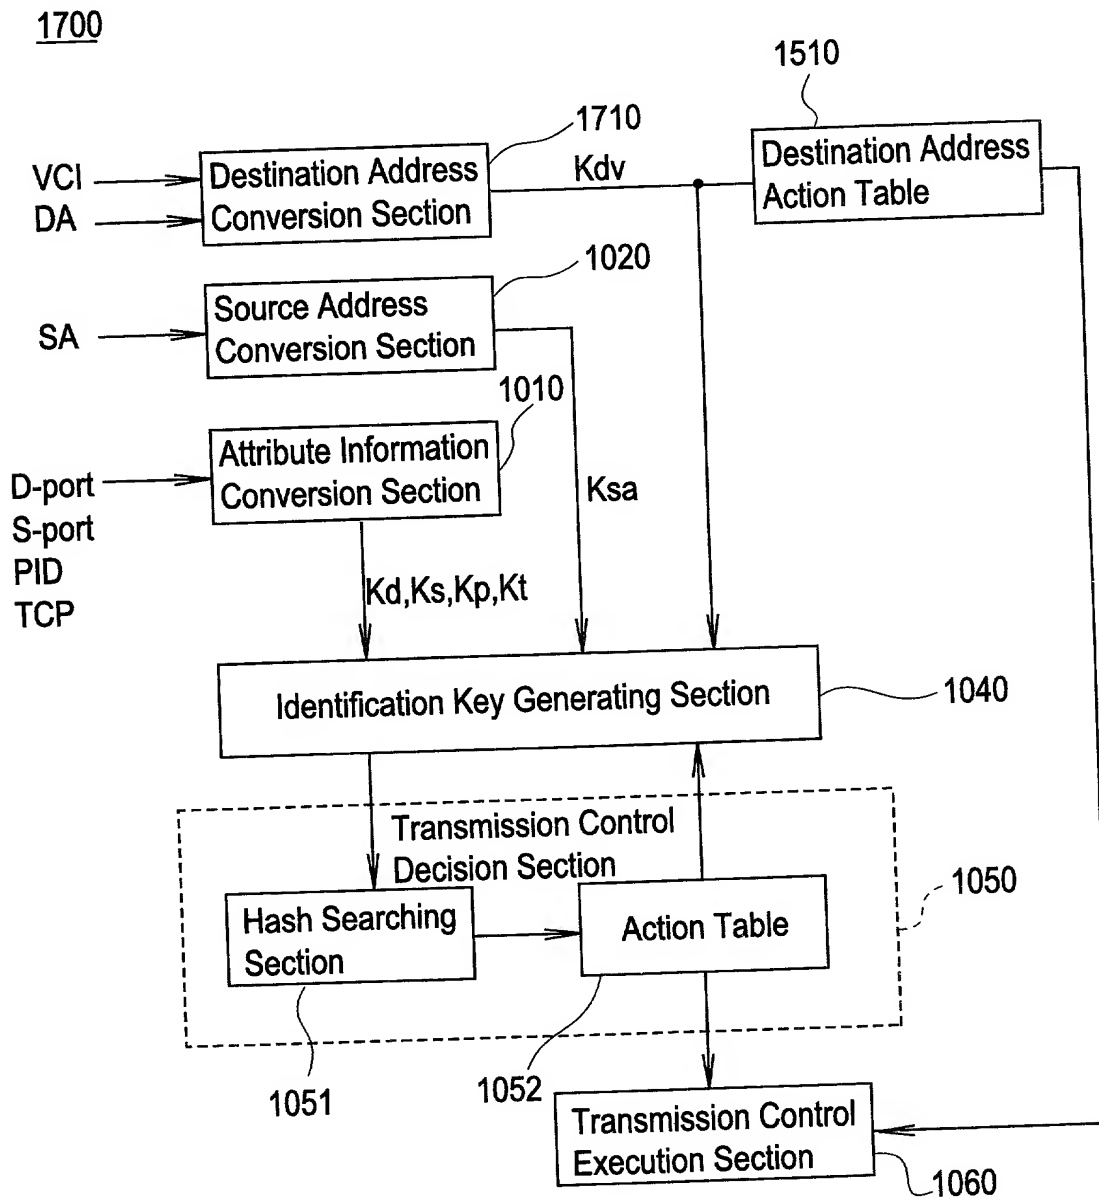 1700
1510
1710
VCI
DA
Destination Address
Conversion Section
Kdv
Destination Address
Action Table
1020
SA
Source Address
Conversion Section
1010
D-port
S-port
PID
TCP
Attribute Information
Conversion Section
Ksa
Kd,Ks,Kp,Kt
Identification Key Generating Section
1040
Transmission Control
Decision Section
1050
Hash Searching
Section
Action Table
1051
1052
Transmission Control
Execution Section
1060